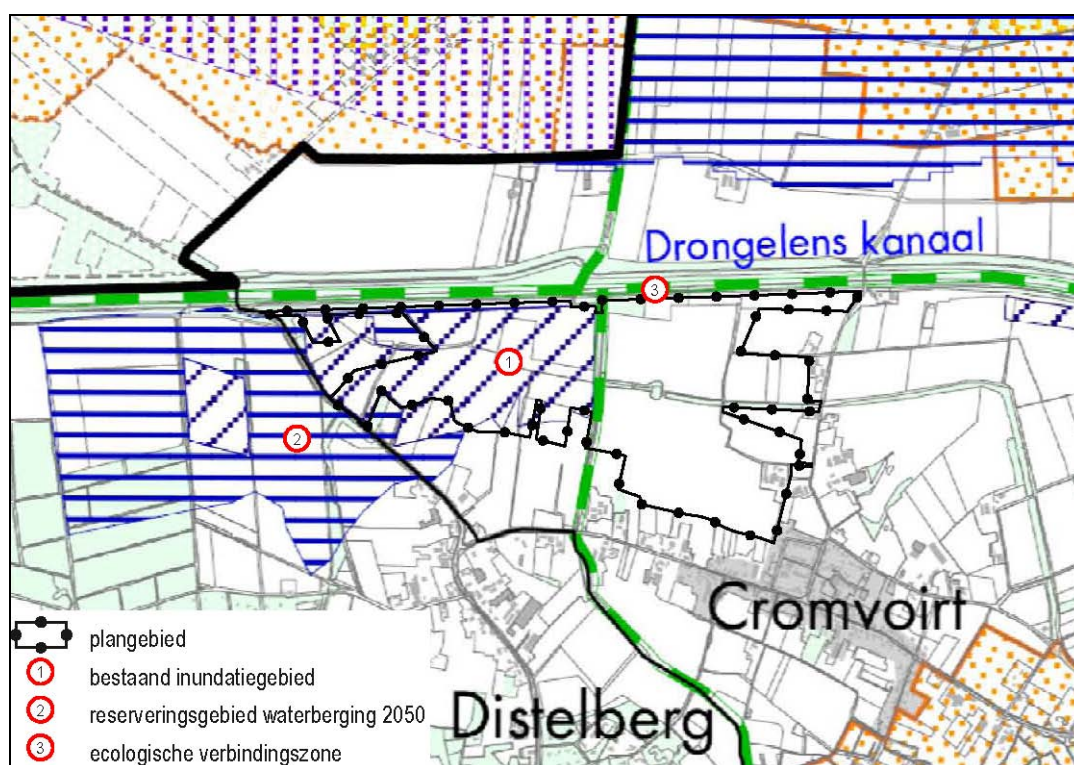 Drongelens kanaal
3
1
2
Cromvoirt
Distelberg
plangebied
1 bestaand inundatiegebied
2 reserveringsgebied waterberging 2050
3 ecologische verbindingszone